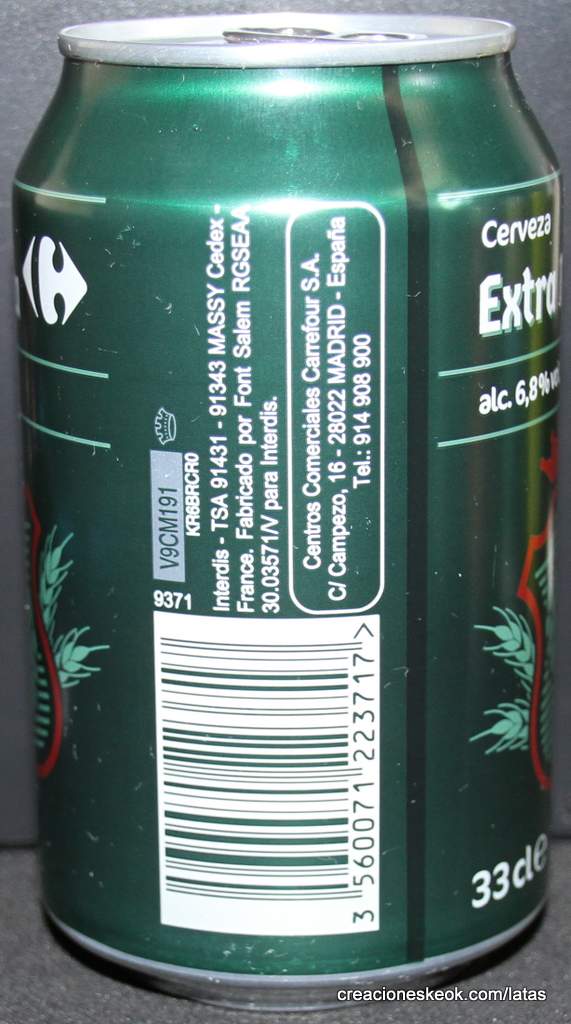 Cerveza
Extra
alc. 6,8%vo
33cl e
V9CM191
KR6BRCR0
9371
Interdis - TSA 91431 - 91343 MASSY Cedex -
France. Fabricado por Font Salem RGSEAA
30.03571/V para Interdis.
Centros Comerciales Carrefour S.A.
C/ Campezo, 16 - 28022 MADRID - España
Tel.: 914 908 900
3 560071 223717 >
creacioneskeok.com/latas